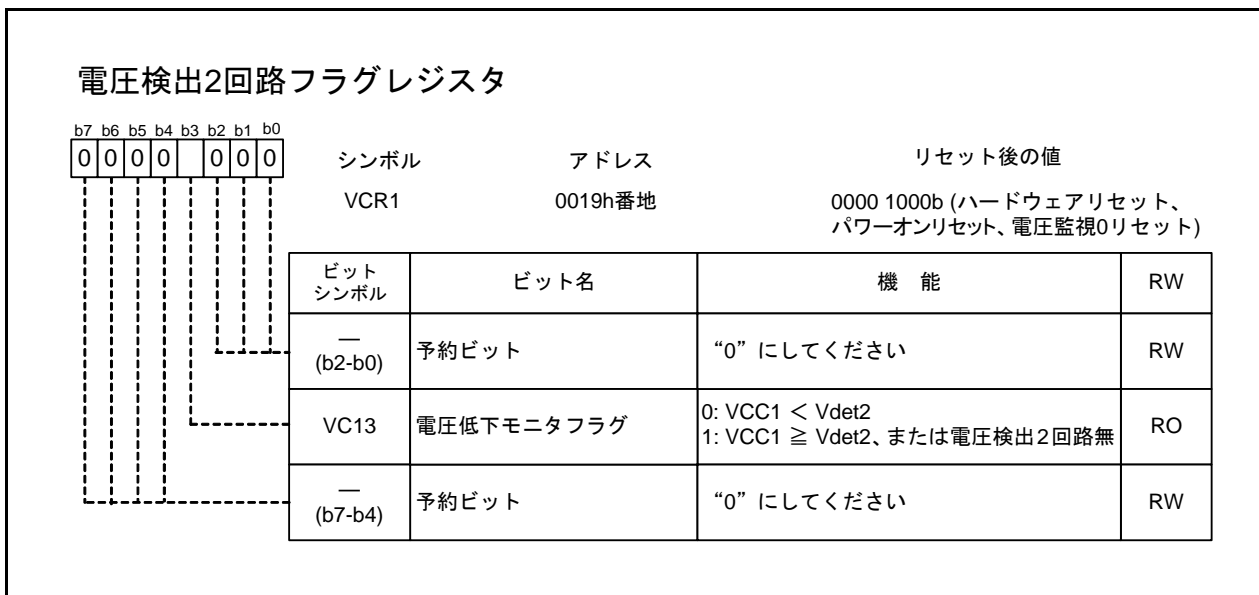 電圧検出2回路フラグレジスタ
b7 b6 b5 b4 b3 b2 b1 b0
0 0 0 0 0 0 0
シンボル アドレス リセット後の値
VCR1 0019h番地 0000 1000b (ハードウェアリセット、
パワーオンリセット、電圧監視0リセット)
ビット
シンボル ビット名 機 能 RW
—
(b2-b0) 予約ビット “0”にしてください RW
VC13 電圧低下モニタフラグ 0: VCC1 < Vdet2
1: VCC1 ≧ Vdet2、または電圧検出2回路無 RO
—
(b7-b4) 予約ビット “0”にしてください RW